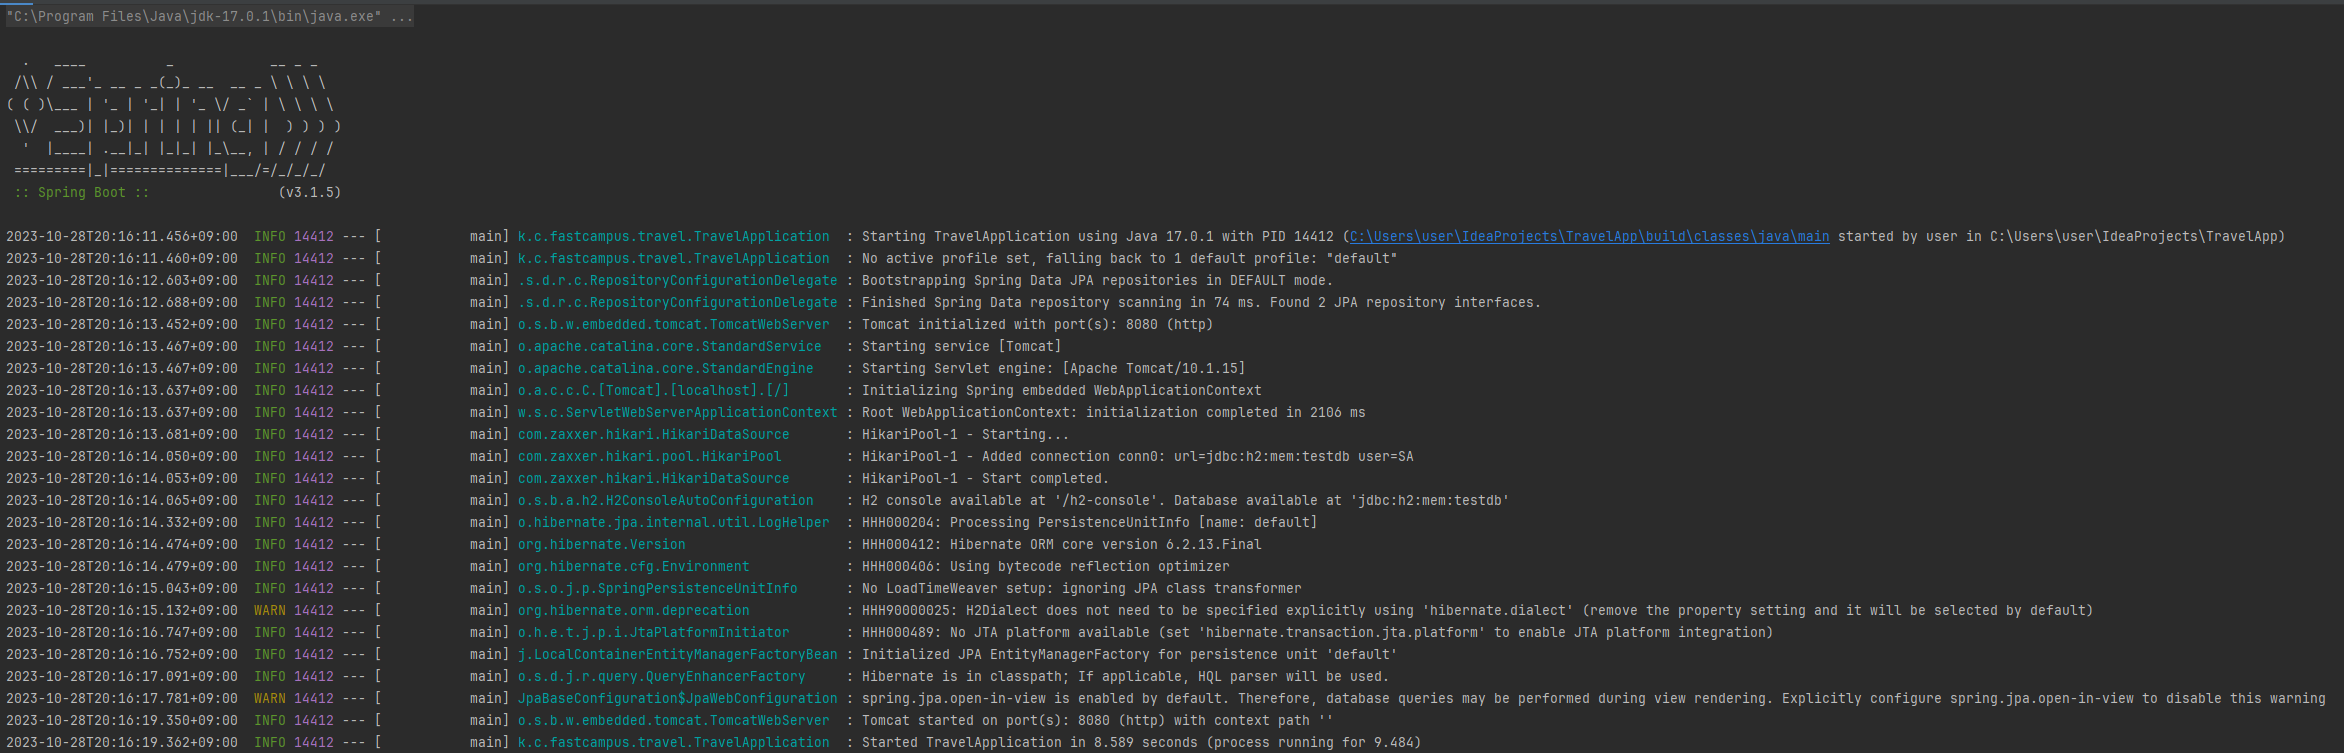 "C:\Program Files\Java\jdk-17.0.1\bin\java.exe" ...
  .   ____          _            __ _ _
 /\\ / ___'_ __ _ _(_)_ __  __ _ \ \ \ \
( ( )\___ | '_ | '_| | '_ \/ _` | \ \ \ \
 \\/  ___)| |_)| | | | | || (_| |  ) ) ) )
  '  |____| .__|_| |_|_| |_\__, | / / / /
 =========|_|==============|___/=/_/_/_/
 :: Spring Boot ::                (v3.1.5)
2023-10-28T20:16:11.456+09:00  INFO 14412 --- [           main] k.c.fastcampus.travel.TravelApplication  : Starting TravelApplication using Java 17.0.1 with PID 14412 (C:\Users\user\IdeaProjects\TravelApp\build\classes\java\main started by user in C:\Users\user\IdeaProjects\TravelApp)
2023-10-28T20:16:11.460+09:00  INFO 14412 --- [           main] k.c.fastcampus.travel.TravelApplication  : No active profile set, falling back to 1 default profile: "default"
2023-10-28T20:16:12.603+09:00  INFO 14412 --- [           main] .s.d.r.c.RepositoryConfigurationDelegate : Bootstrapping Spring Data JPA repositories in DEFAULT mode.
2023-10-28T20:16:12.688+09:00  INFO 14412 --- [           main] .s.d.r.c.RepositoryConfigurationDelegate : Finished Spring Data repository scanning in 74 ms. Found 2 JPA repository interfaces.
2023-10-28T20:16:13.452+09:00  INFO 14412 --- [           main] o.s.b.w.embedded.tomcat.TomcatWebServer  : Tomcat initialized with port(s): 8080 (http)
2023-10-28T20:16:13.467+09:00  INFO 14412 --- [           main] o.apache.catalina.core.StandardService   : Starting service [Tomcat]
2023-10-28T20:16:13.467+09:00  INFO 14412 --- [           main] o.apache.catalina.core.StandardEngine    : Starting Servlet engine: [Apache Tomcat/10.1.15]
2023-10-28T20:16:13.637+09:00  INFO 14412 --- [           main] o.a.c.c.C.[Tomcat].[localhost].[/]       : Initializing Spring embedded WebApplicationContext
2023-10-28T20:16:13.637+09:00  INFO 14412 --- [           main] w.s.c.ServletWebServerApplicationContext : Root WebApplicationContext: initialization completed in 2106 ms
2023-10-28T20:16:13.681+09:00  INFO 14412 --- [           main] com.zaxxer.hikari.HikariDataSource       : HikariPool-1 - Starting...
2023-10-28T20:16:14.050+09:00  INFO 14412 --- [           main] com.zaxxer.hikari.pool.HikariPool        : HikariPool-1 - Added connection conn0: url=jdbc:h2:mem:testdb user=SA
2023-10-28T20:16:14.053+09:00  INFO 14412 --- [           main] com.zaxxer.hikari.HikariDataSource       : HikariPool-1 - Start completed.
2023-10-28T20:16:14.065+09:00  INFO 14412 --- [           main] o.s.b.a.h2.H2ConsoleAutoConfiguration    : H2 console available at '/h2-console'. Database available at 'jdbc:h2:mem:testdb'
2023-10-28T20:16:14.332+09:00  INFO 14412 --- [           main] o.hibernate.jpa.internal.util.LogHelper  : HHH000204: Processing PersistenceUnitInfo [name: default]
2023-10-28T20:16:14.474+09:00  INFO 14412 --- [           main] org.hibernate.Version                    : HHH000412: Hibernate ORM core version 6.2.13.Final
2023-10-28T20:16:14.479+09:00  INFO 14412 --- [           main] org.hibernate.cfg.Environment            : HHH000406: Using bytecode reflection optimizer
2023-10-28T20:16:15.043+09:00  INFO 14412 --- [           main] o.s.o.j.p.SpringPersistenceUnitInfo      : No LoadTimeWeaver setup: ignoring JPA class transformer
2023-10-28T20:16:15.132+09:00  WARN 14412 --- [           main] org.hibernate.orm.deprecation            : HHH90000025: H2Dialect does not need to be specified explicitly using 'hibernate.dialect' (remove the property setting and it will be selected by default)
2023-10-28T20:16:16.747+09:00  INFO 14412 --- [           main] o.h.e.t.j.p.i.JtaPlatformInitiator       : HHH000489: No JTA platform available (set 'hibernate.transaction.jta.platform' to enable JTA platform integration)
2023-10-28T20:16:16.752+09:00  INFO 14412 --- [           main] j.LocalContainerEntityManagerFactoryBean : Initialized JPA EntityManagerFactory for persistence unit 'default'
2023-10-28T20:16:17.091+09:00  INFO 14412 --- [           main] o.s.d.j.r.query.QueryEnhancerFactory     : Hibernate is in classpath; If applicable, HQL parser will be used.
2023-10-28T20:16:17.781+09:00  WARN 14412 --- [           main] JpaBaseConfiguration$JpaWebConfiguration : spring.jpa.open-in-view is enabled by default. Therefore, database queries may be performed during view rendering. Explicitly configure spring.jpa.open-in-view to disable this warning
2023-10-28T20:16:19.350+09:00  INFO 14412 --- [           main] o.s.b.w.embedded.tomcat.TomcatWebServer  : Tomcat started on port(s): 8080 (http) with context path ''
2023-10-28T20:16:19.362+09:00  INFO 14412 --- [           main] k.c.fastcampus.travel.TravelApplication  : Started TravelApplication in 8.589 seconds (process running for 9.484)